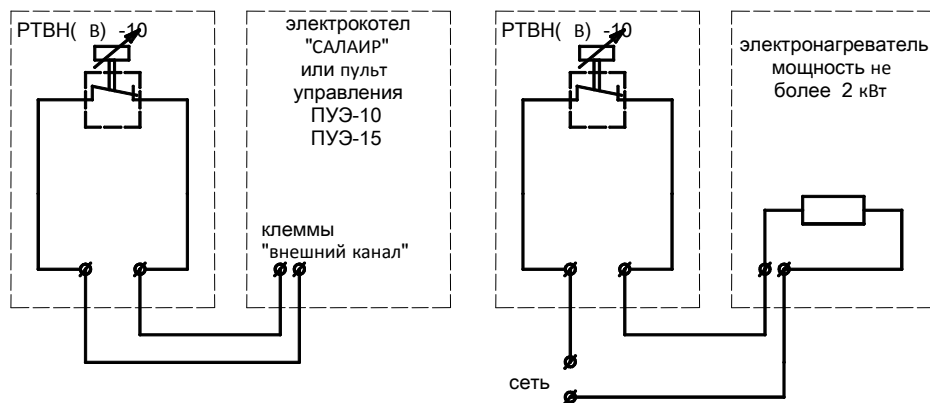 РТВН( В) -10
электрокотел
"САЛАИР"
или пульт
управления
ПУЭ-10
ПУЭ-15
клеммы
"внешний канал"
РТВН( В) -10
электронагреватель
мощность не
более 2 кВт
сеть